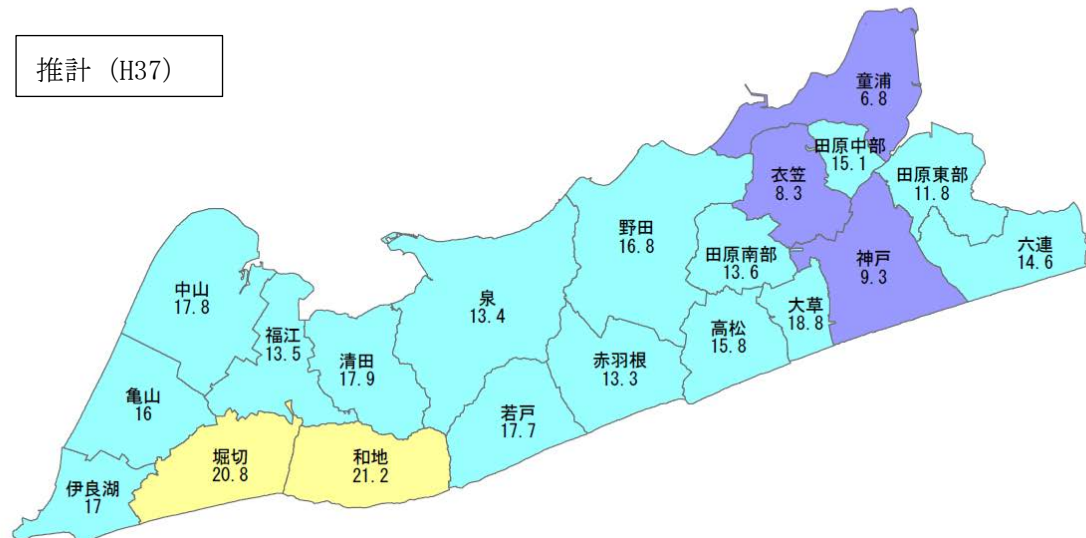 推計 (H37)
童浦
6.8
田原中部
15.1
田原東部
11.8
衣笠
8.3
野田
16.8
田原南部
13.6
神戸
9.3
六連
14.6
中山
17.8
泉
13.4
大草
18.8
福江
13.5
高松
15.8
清田
17.9
赤羽根
13.3
亀山
16
若戸
17.7
堀切
20.8
和地
21.2
伊良湖
17